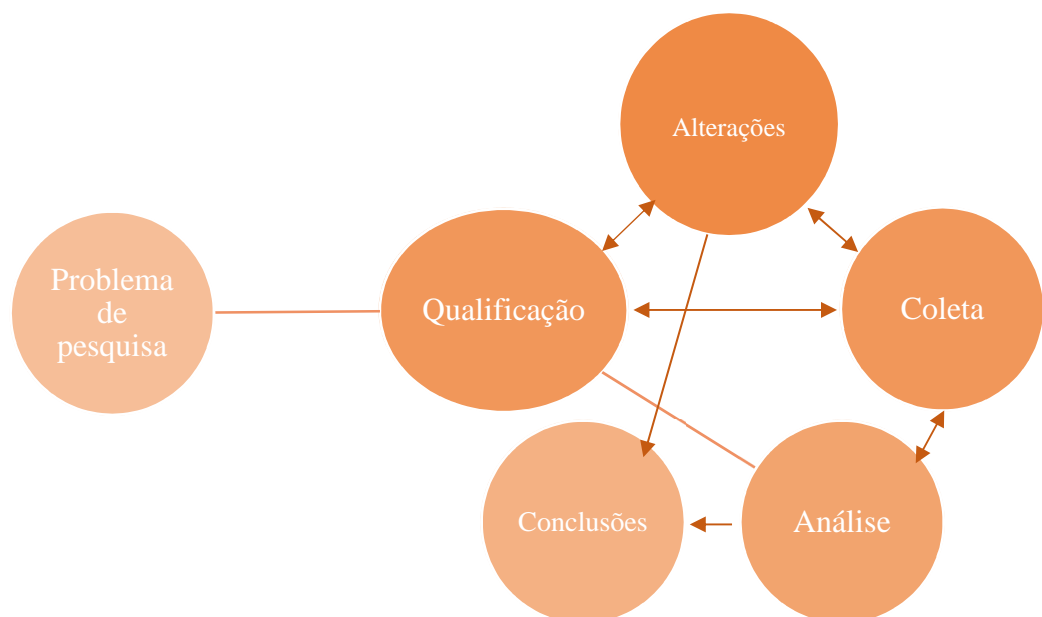 Alterações
Problema
de
pesquisa
Qualificação
Coleta
Conclusões
Análise